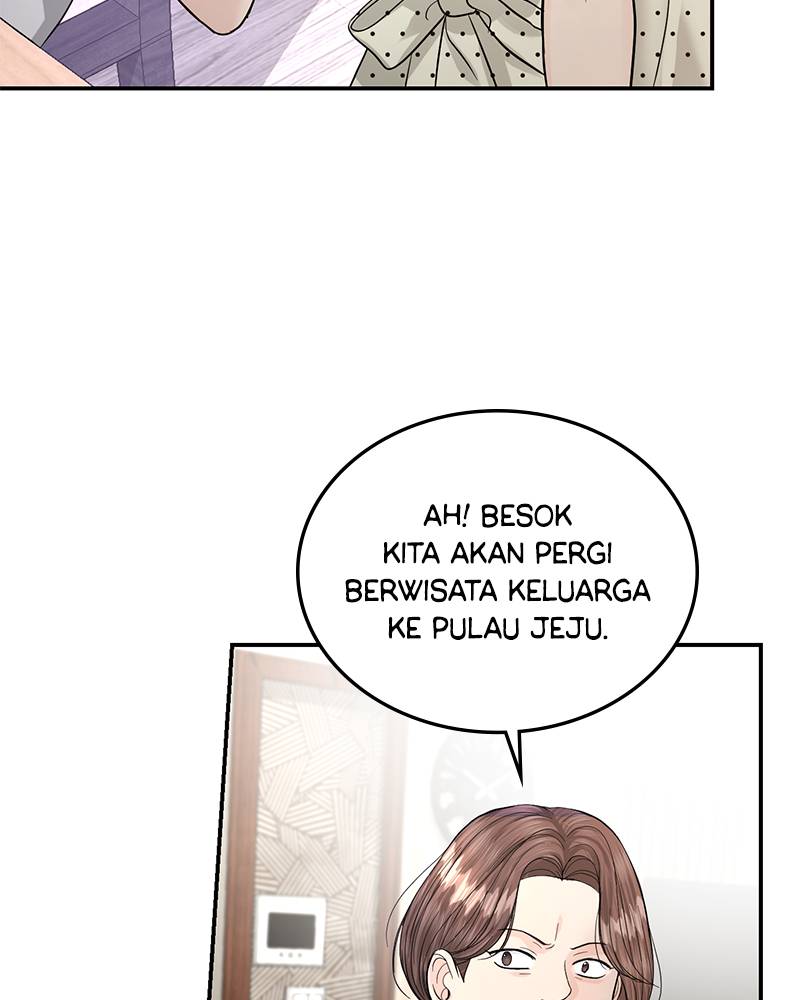 AH! BESOK
KITA AKAN PERGI
BERWISATA KELUARGA
KE PULAU JEJU.